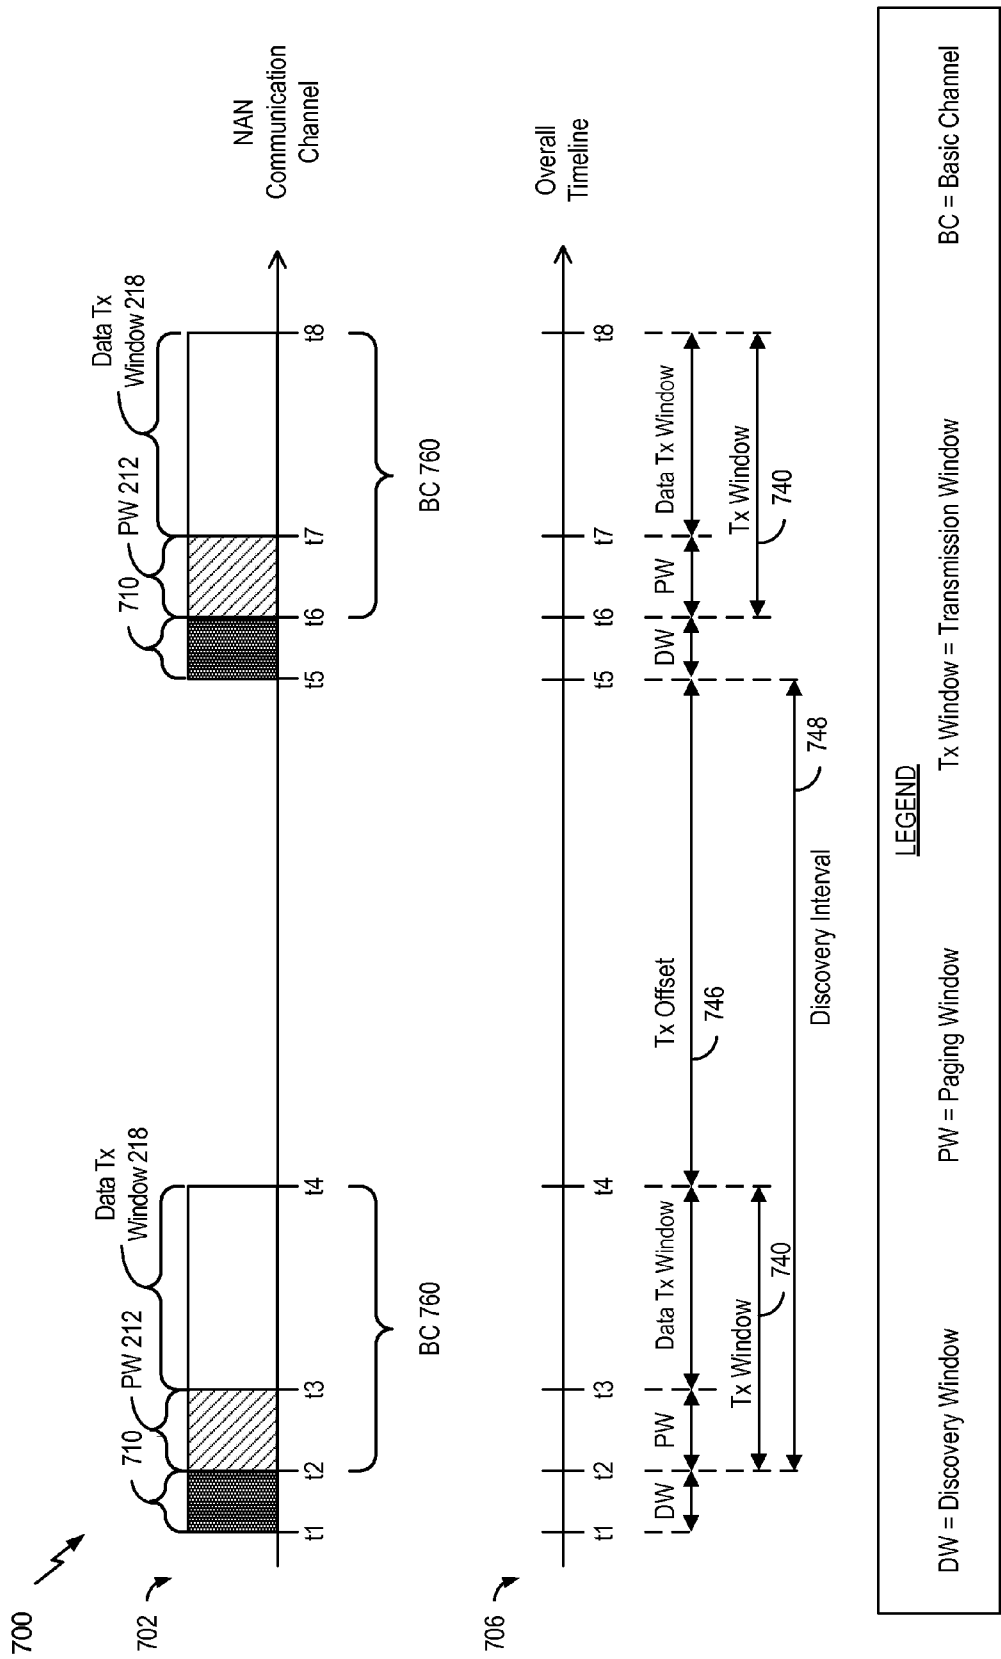 700
702
710
PW 212
Data Tx
Window 218
710
PW 212
Data Tx
Window 218
NAN
Communication
Channel
t1
t2
t3
t4
t5
t6
t7
t8
BC 760
BC 760
706
Overall
Timeline
t1
t2
t3
t4
t5
t6
t7
t8
DW
PW
Data Tx Window
Tx Offset
746
DW
PW
Data Tx Window
Tx Window
740
Tx Window
740
Discovery Interval
748
LEGEND
DW = Discovery Window
PW = Paging Window
Tx Window = Transmission Window
BC = Basic Channel